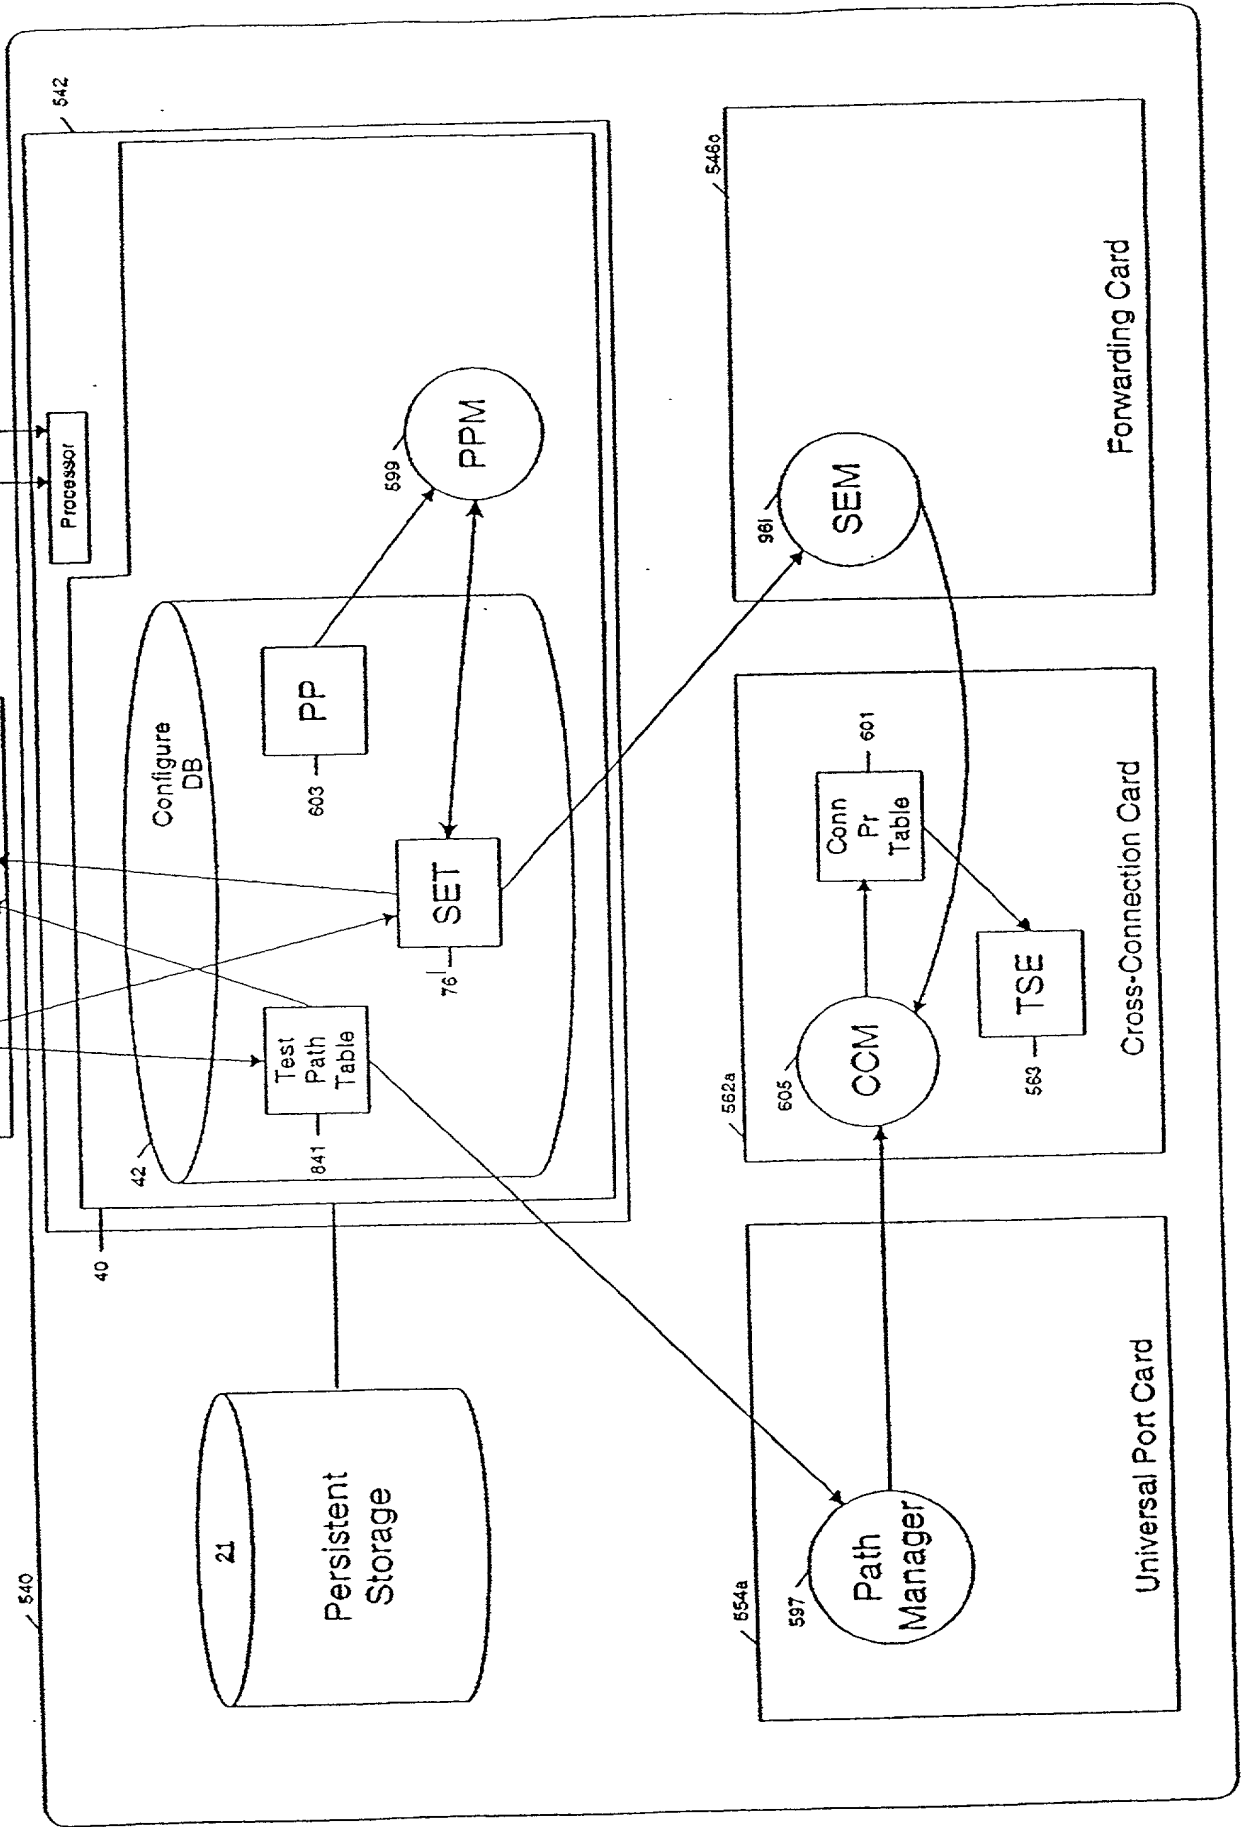 540
542
Processor
40
42
Configure
DB
21
Persistent
Storage
841
Test
Path
Table
76'
SET
603
PP
599
PPM
654a
597
Path
Manager
Universal Port Card
562a
605
CCM
Conn
Pr
Table
601
563
TSE
Cross-Connection Card
961
SEM
Forwarding Card